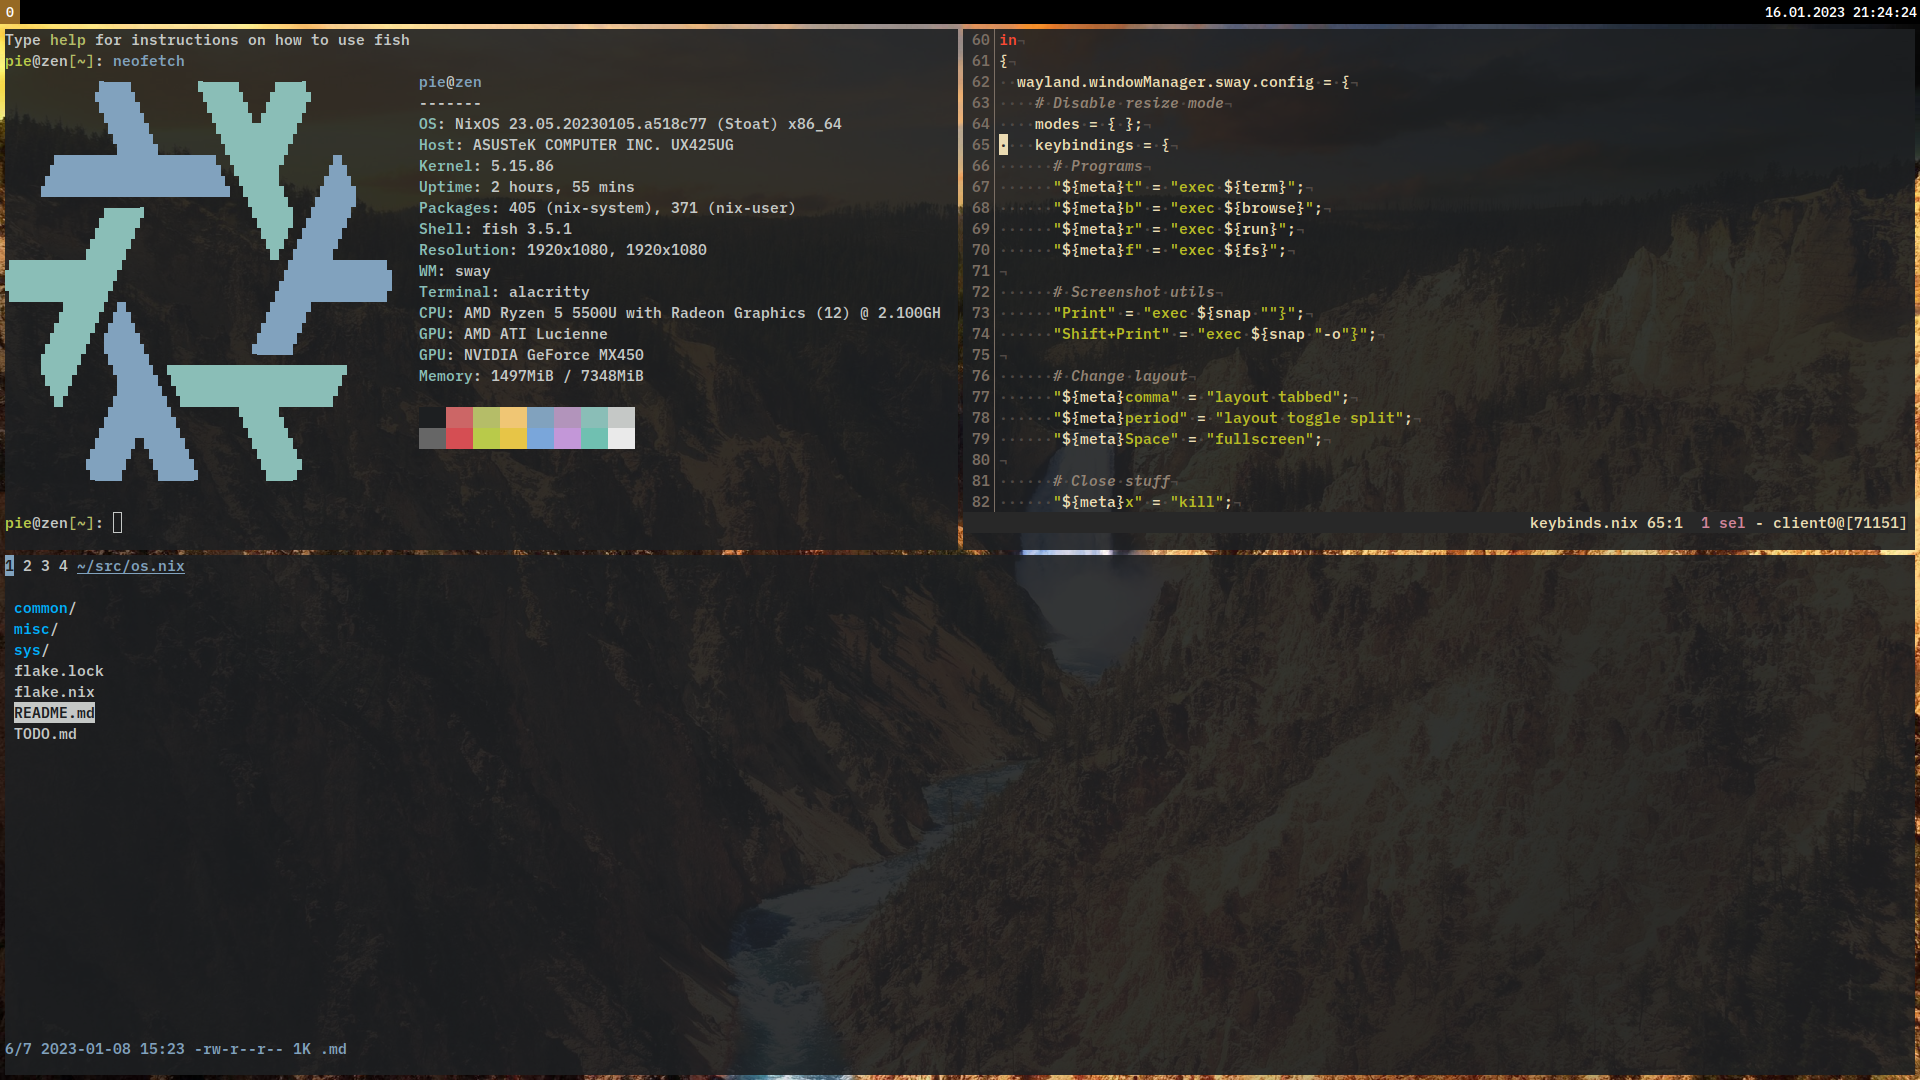 0
16.01.2023 21:24:24
Type help for instructions on how to use fish
pie@zen[~]: neofetch
pie@zen
-------
OS: NixOS 23.05.20230105.a518c77 (Stoat) x86_64
Host: ASUSTeK COMPUTER INC. UX425UG
Kernel: 5.15.86
Uptime: 2 hours, 55 mins
Packages: 405 (nix-system), 371 (nix-user)
Shell: fish 3.5.1
Resolution: 1920x1080, 1920x1080
WM: sway
Terminal: alacritty
CPU: AMD Ryzen 5 5500U with Radeon Graphics (12) @ 2.100GH
GPU: AMD ATI Lucienne
GPU: NVIDIA GeForce MX450
Memory: 1497MiB / 7348MiB
pie@zen[~]:
60 in¬
61 {¬
62 ··wayland.windowManager.sway.config·=·{¬
63 ····#·Disable·resize·mode¬
64 ····modes·=·{·};¬
65 ····keybindings·=·{¬
66 ······#·Programs¬
67 ······"${meta}t"·=·"exec·${term}";¬
68 ······"${meta}b"·=·"exec·${browse}";¬
69 ······"${meta}r"·=·"exec·${run}";¬
70 ······"${meta}f"·=·"exec·${fs}";¬
71 ¬
72 ······#·Screenshot·utils¬
73 ······"Print"·=·"exec·${snap·""}";¬
74 ······"Shift+Print"·=·"exec·${snap·"-o"}";¬
75 ¬
76 ······#·Change·layout¬
77 ······"${meta}comma"·=·"layout·tabbed";¬
78 ······"${meta}period"·=·"layout·toggle·split";¬
79 ······"${meta}Space"·=·"fullscreen";¬
80 ¬
81 ······#·Close·stuff¬
82 ······"${meta}x"·=·"kill";¬
keybinds.nix 65:1 1 sel - client0@[71151]
1 2 3 4 ~/src/os.nix
common/
misc/
sys/
flake.lock
flake.nix
README.md
TODO.md
6/7 2023-01-08 15:23 -rw-r--r-- 1K .md